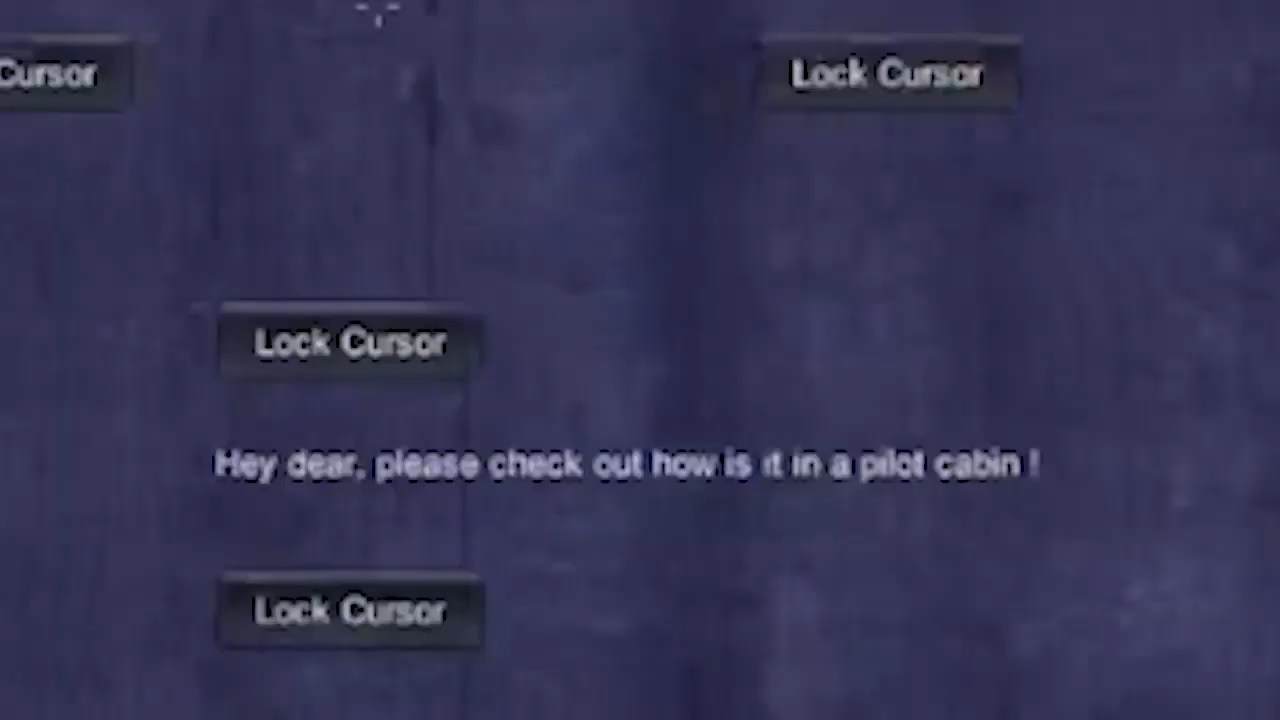 Cursor
Lock Cursor
Lock Cursor
Hey dear, please check out how is it in a pilot cabin !
Lock Cursor